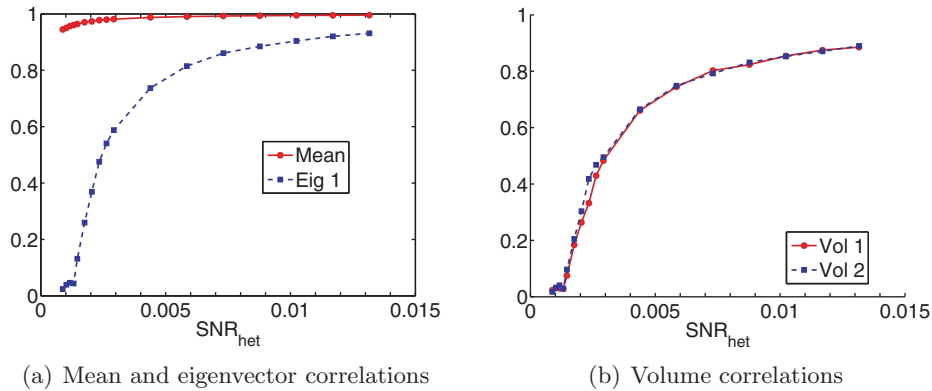 1
0.8
0.6
0.4
0.2
0
0 0.005 0.01 0.015
SNRhet
Mean
Eig 1
(a) Mean and eigenvector correlations
1
0.8
0.6
0.4
0.2
0
0 0.005 0.01 0.015
SNRhet
Vol 1
Vol 2
(b) Volume correlations